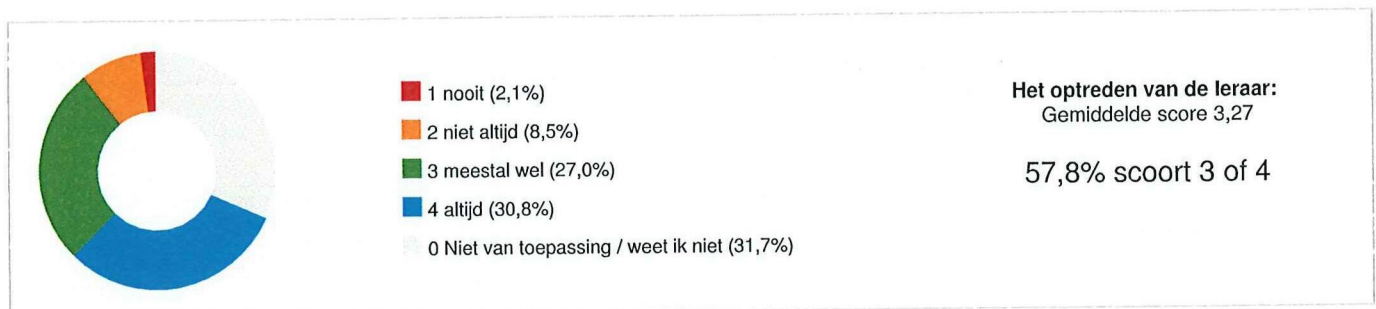 1 nooit (2,1%)
2 niet altijd (8,5%)
3 meestal wel (27,0%)
4 altijd (30,8%)
0 Niet van toepassing / weet ik niet (31,7%)
Het optreden van de leraar:
Gemiddelde score 3,27
57,8% scoort 3 of 4